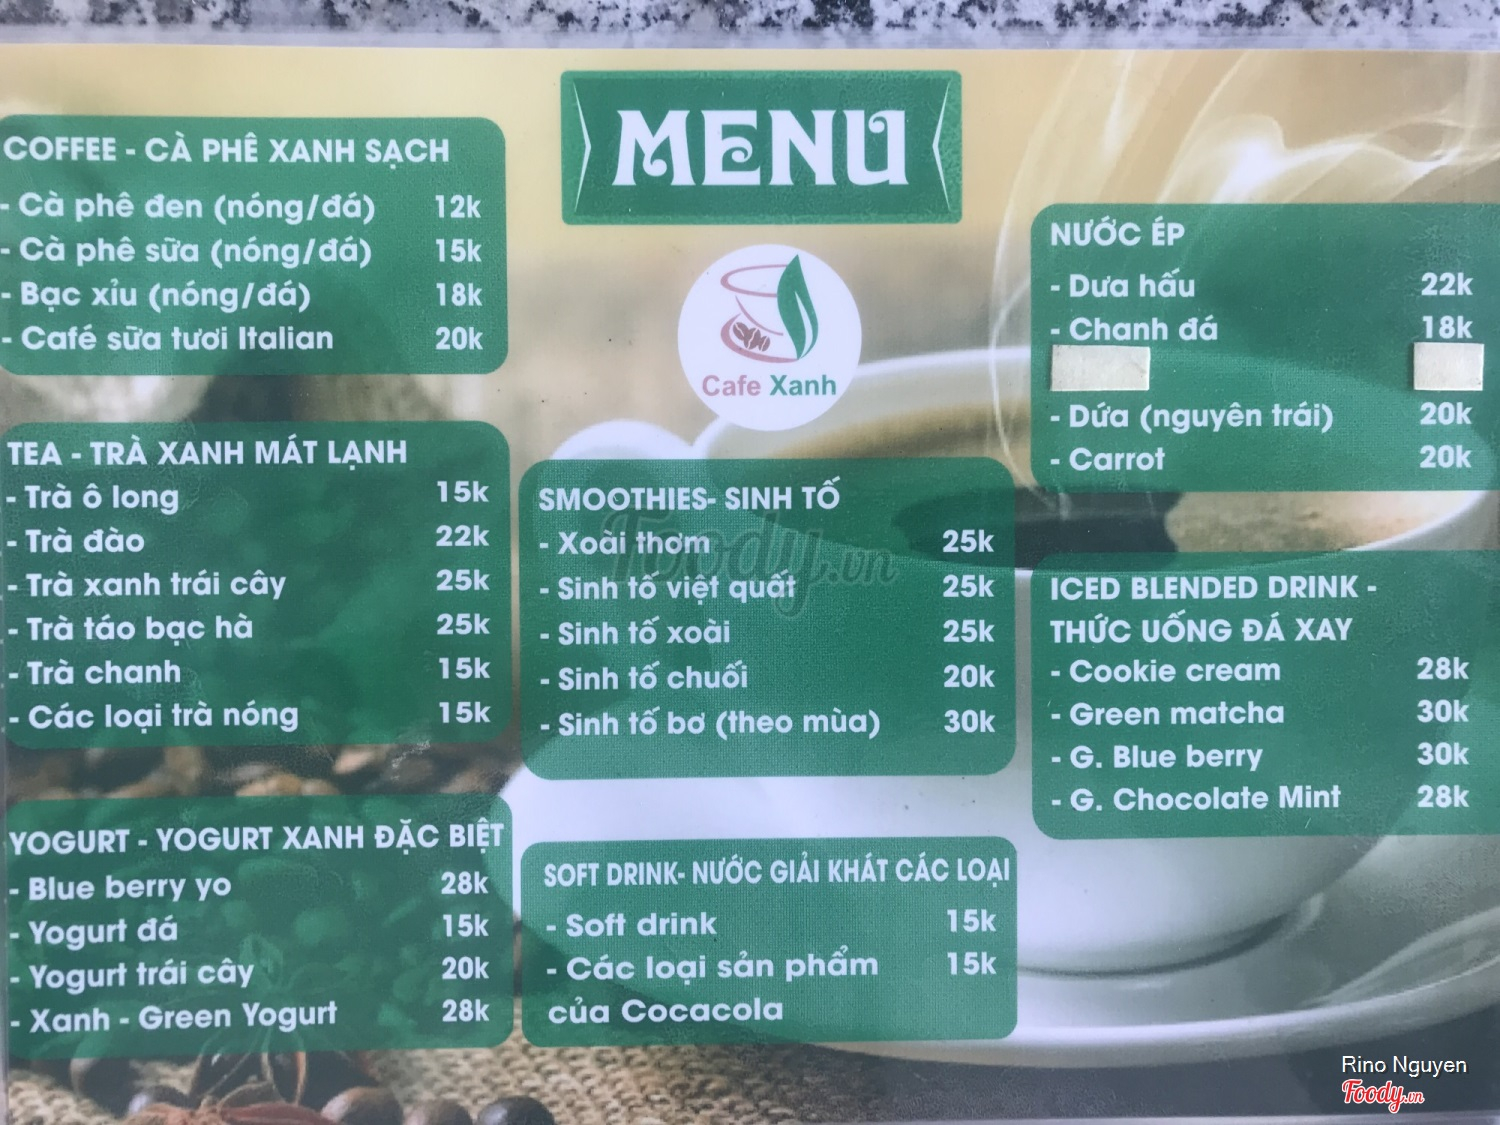 MENU
Cafe Xanh
COFFEE - CÀ PHÊ XANH SẠCH
- Cà phê đen (nóng/đá) 12k
- Cà phê sữa (nóng/đá) 15k
- Bạc xỉu (nóng/đá) 18k
- Café sữa tươi Italian 20k
TEA - TRÀ XANH MÁT LẠNH
- Trà ô long 15k
- Trà đào 22k
- Trà xanh trái cây 25k
- Trà táo bạc hà 25k
- Trà chanh 15k
- Các loại trà nóng 15k
YOGURT - YOGURT XANH ĐẶC BIỆT
- Blue berry yo 28k
- Yogurt đá 15k
- Yogurt trái cây 20k
- Xanh - Green Yogurt 28k
SMOOTHIES- SINH TỐ
- Xoài thơm 25k
- Sinh tố việt quất 25k
- Sinh tố xoài 25k
- Sinh tố chuối 20k
- Sinh tố bơ (theo mùa) 30k
SOFT DRINK- NƯỚC GIẢI KHÁT CÁC LOẠI
- Soft drink 15k
- Các loại sản phẩm 15k
của Cocacola
NƯỚC ÉP
- Dưa hấu 22k
- Chanh đá 18k
- Dứa (nguyên trái) 20k
- Carrot 20k
ICED BLENDED DRINK -
THỨC UỐNG ĐÁ XAY
- Cookie cream 28k
- Green matcha 30k
- G. Blue berry 30k
- G. Chocolate Mint 28k
Foody.vn
Rino Nguyen
Foody.vn